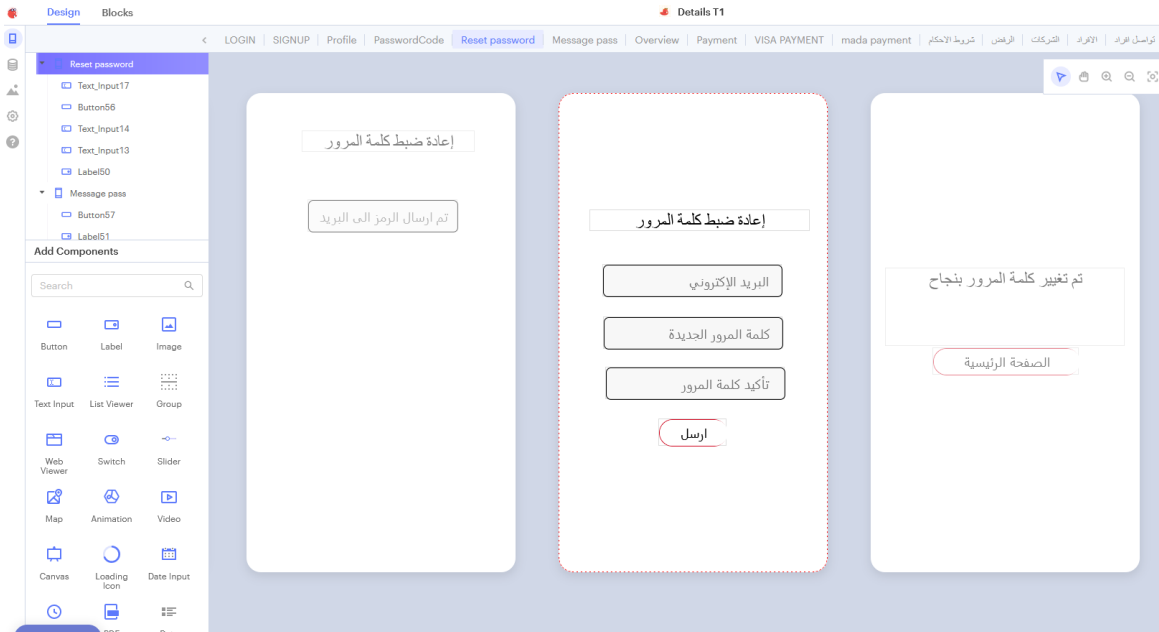 Design Blocks Details T1
LOGIN SIGNUP Profile PasswordCode Reset password Message pass Overview Payment VISA PAYMENT mada payment شروط الاحكام الرفض الشركات الافراد تواصل افراد
Reset password
Text_Input17
Button56
Text_Input14
Text_Input13
Label50
Message pass
Button57
Label51
Add Components
Search
Button Label Image
Text Input List Viewer Group
Web Viewer Switch Slider
Map Animation Video
Canvas Loading Icon Date Input
إعادة ضبط كلمة المرور
تم ارسال الرمز الى البريد
إعادة ضبط كلمة المرور
البريد الإكتروني
كلمة المرور الجديدة
تأكيد كلمة المرور
ارسل
تم تغيير كلمة المرور بنجاح
الصفحة الرئيسية